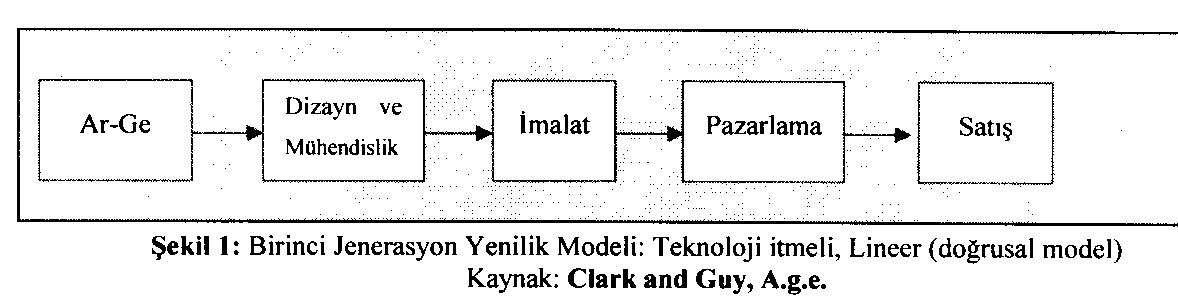 Ar-Ge
Dizayn ve
Mühendislik
İmalat
Pazarlama
Satış
Şekil 1: Birinci Jenerasyon Yenilik Modeli: Teknoloji itmeli, Lineer (doğrusal model)
Kaynak: Clark and Guy, A.g.e.